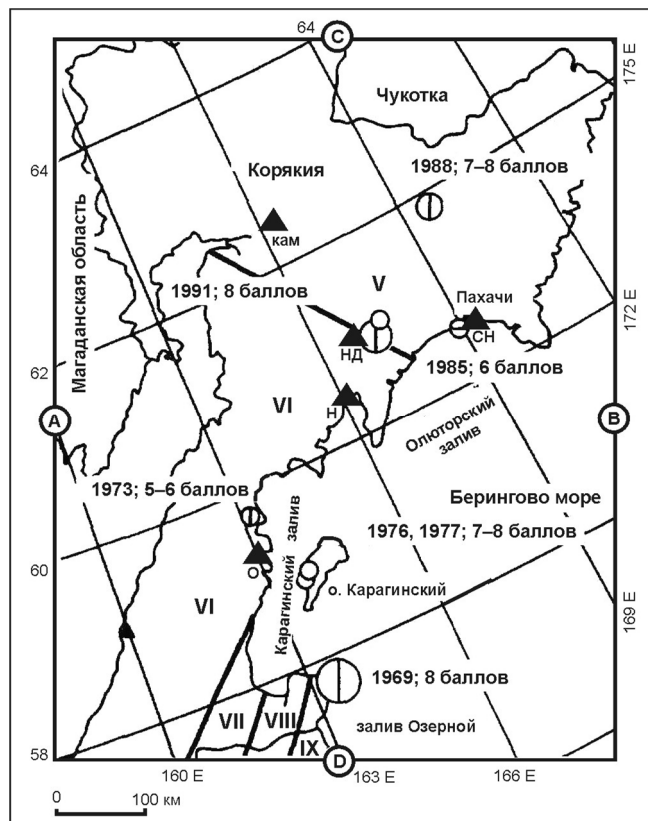 64
C
175 E
Чукотка
1988; 7–8 баллов
64
Корякия
кам
Магаданская область
V
1991; 8 баллов
Пахачи
172 E
СН
НД
1985; 6 баллов
62
VI
Н
A
B
Олюторский
залив
1973; 5–6 баллов
Берингово море
1976, 1977; 7–8 баллов
Карагинский залив
О
60
о. Карагинский
VI
169 E
1969; 8 баллов
VII
VIII
залив Озерной
IX
58
D
160 E
163 E
166 E
0
100 км